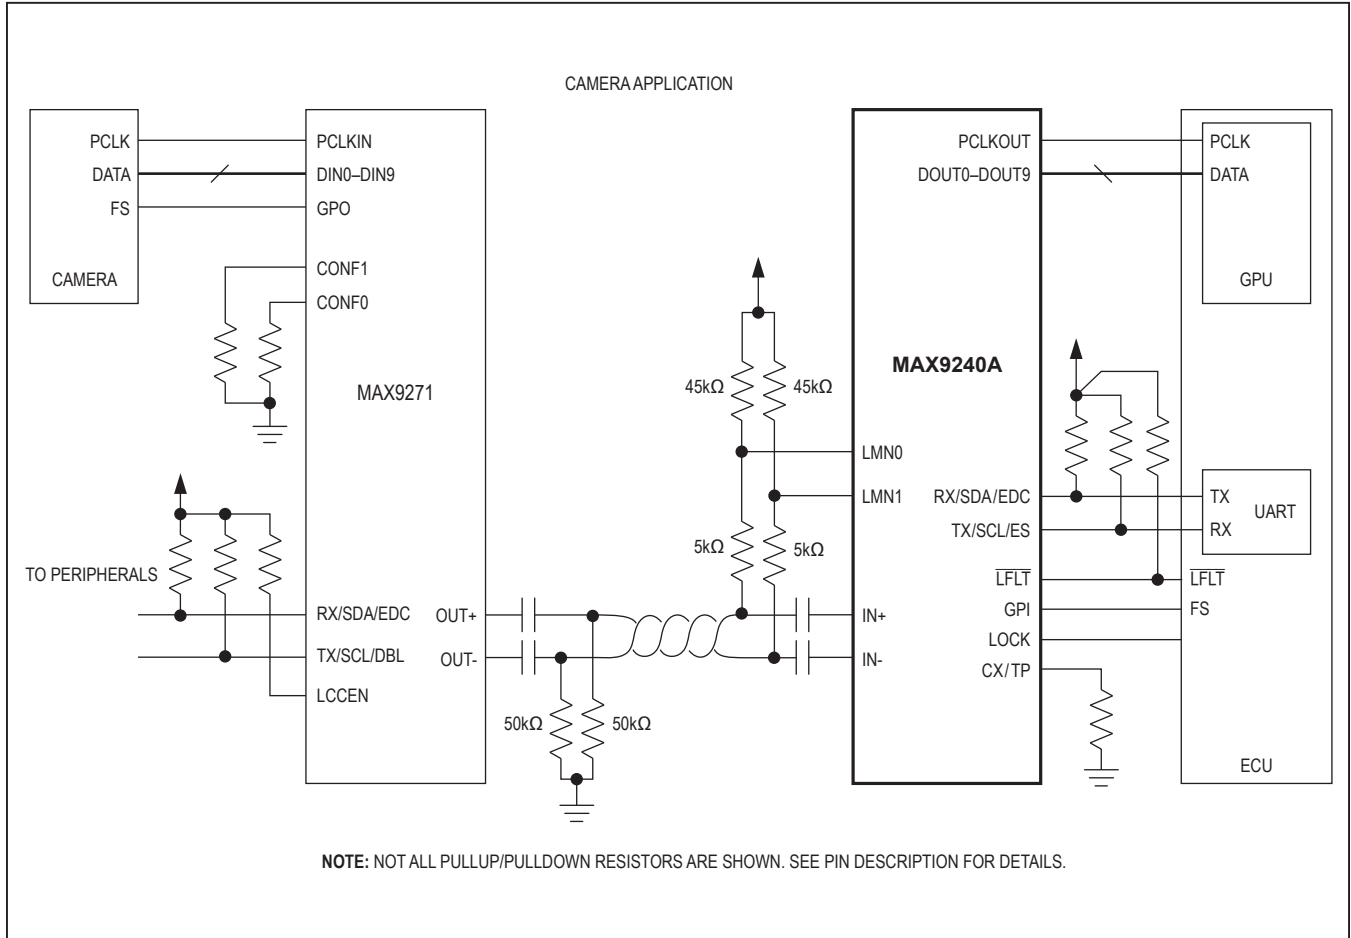 CAMERA APPLICATION
PCLK
DATA
FS
CAMERA
PCLKIN
DIN0–DIN9
GPO
CONF1
CONF0
MAX9271
TO PERIPHERALS
RX/SDA/EDC
TX/SCL/DBL
LCCEN
OUT+
OUT-
50kΩ
50kΩ
45kΩ
45kΩ
5kΩ
5kΩ
PCLKOUT
DOUT0–DOUT9
MAX9240A
LMN0
LMN1
RX/SDA/EDC
TX/SCL/ES
LFLT
GPI
LOCK
CX/TP
IN+
IN-
PCLK
DATA
GPU
TX
RX
UART
LFLT
FS
ECU
NOTE: NOT ALL PULLUP/PULLDOWN RESISTORS ARE SHOWN. SEE PIN DESCRIPTION FOR DETAILS.